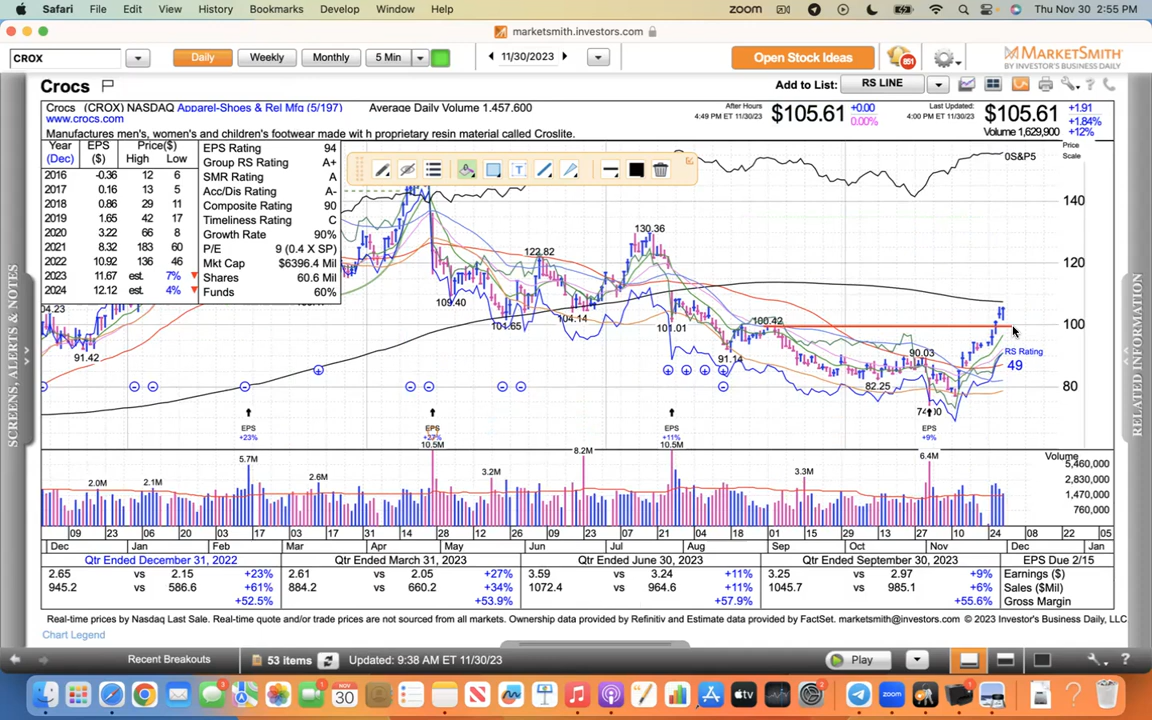 Safari File Edit View History Bookmarks Develop Window Help zoom Thu Nov 30 2:55 PM
marketsmith.investors.com
CROX Daily Weekly Monthly 5 Min 11/30/2023 Open Stock Ideas 851 MARKETSMITH
BY INVESTOR'S BUSINESS DAILY
Crocs Add to List: RS LINE
Crocs (CROX) NASDAQ Apparel-Shoes & Rel Mfg (5/197) Average Daily Volume 1,457,600
www.crocs.com
Manufactures men's, women's and children's footwear made wit h proprietary resin material called Croslite.
After Hours
4:49 PM ET 11/30/23
$105.61 +0.00
0.00%
Last Updated:
4:00 PM ET 11/30/23
$105.61 +1.91
+1.84%
Volume 1,629,900 +12%
Year EPS Price($)
(Dec) ($) High Low
2016 -0.36 12 6
2017 0.16 13 5
2018 0.86 29 11
2019 1.65 42 17
2020 3.22 66 8
2021 8.32 183 60
2022 10.92 136 46
2023 11.67 est. 7%
2024 12.12 est. 4%
EPS Rating 94
Group RS Rating A+
SMR Rating A
Acc/Dis Rating A-
Composite Rating 90
Timeliness Rating C
Growth Rate 90%
P/E 9 (0.4 X SP)
Mkt Cap $6396.4 Mil
Shares 60.6 Mil
Funds 60%
T
Price
Scale
0S&P5
140
120
100
80
04.23
91.42
109.40
122.82
101.65
104.14
130.36
101.01
91.14
100.42
82.25
90.03
RS Rating
49
EPS
+23%
EPS
+27%
EPS
+11%
EPS
+9%
2.0M 2.1M 5.7M 2.6M 10.5M 3.2M 8.2M 10.5M 3.3M 6.4M
Volume
5,460,000
2,830,000
1,470,000
760,000
09 23 06 20 03 17 03 17 31 14 28 12 26 09 23 07 21 04 18 01 15 29 13 27 10 24 08 22 05
Dec Jan Feb Mar Apr May Jun Jul Aug Sep Oct Nov Dec Jan
Qtr Ended December 31, 2022 Qtr Ended March 31, 2023 Qtr Ended June 30, 2023 Qtr Ended September 30, 2023 EPS Due 2/15
2.65 vs 2.15 +23% 2.61 vs 2.05 +27% 3.59 vs 3.24 +11% 3.25 vs 2.97 +9% Earnings ($)
945.2 vs 586.6 +61% 884.2 vs 660.2 +34% 1072.4 vs 964.6 +11% 1045.7 vs 985.1 +6% Sales ($Mil)
+52.5% +53.9% +57.9% +55.6% Gross Margin
Real-time prices by Nasdaq Last Sale. Real-time quote and/or trade prices are not sourced from all markets. Ownership data provided by Refinitiv and Estimate data provided by FactSet. marketsmith@investors.com © 2023 Investor's Business Daily, LLC
Chart Legend
Recent Breakouts 53 items Updated: 9:38 AM ET 11/30/23 Play
SCREENS, ALERTS & NOTES
RELATED INFORMATION
NOV
30
tv
zoom